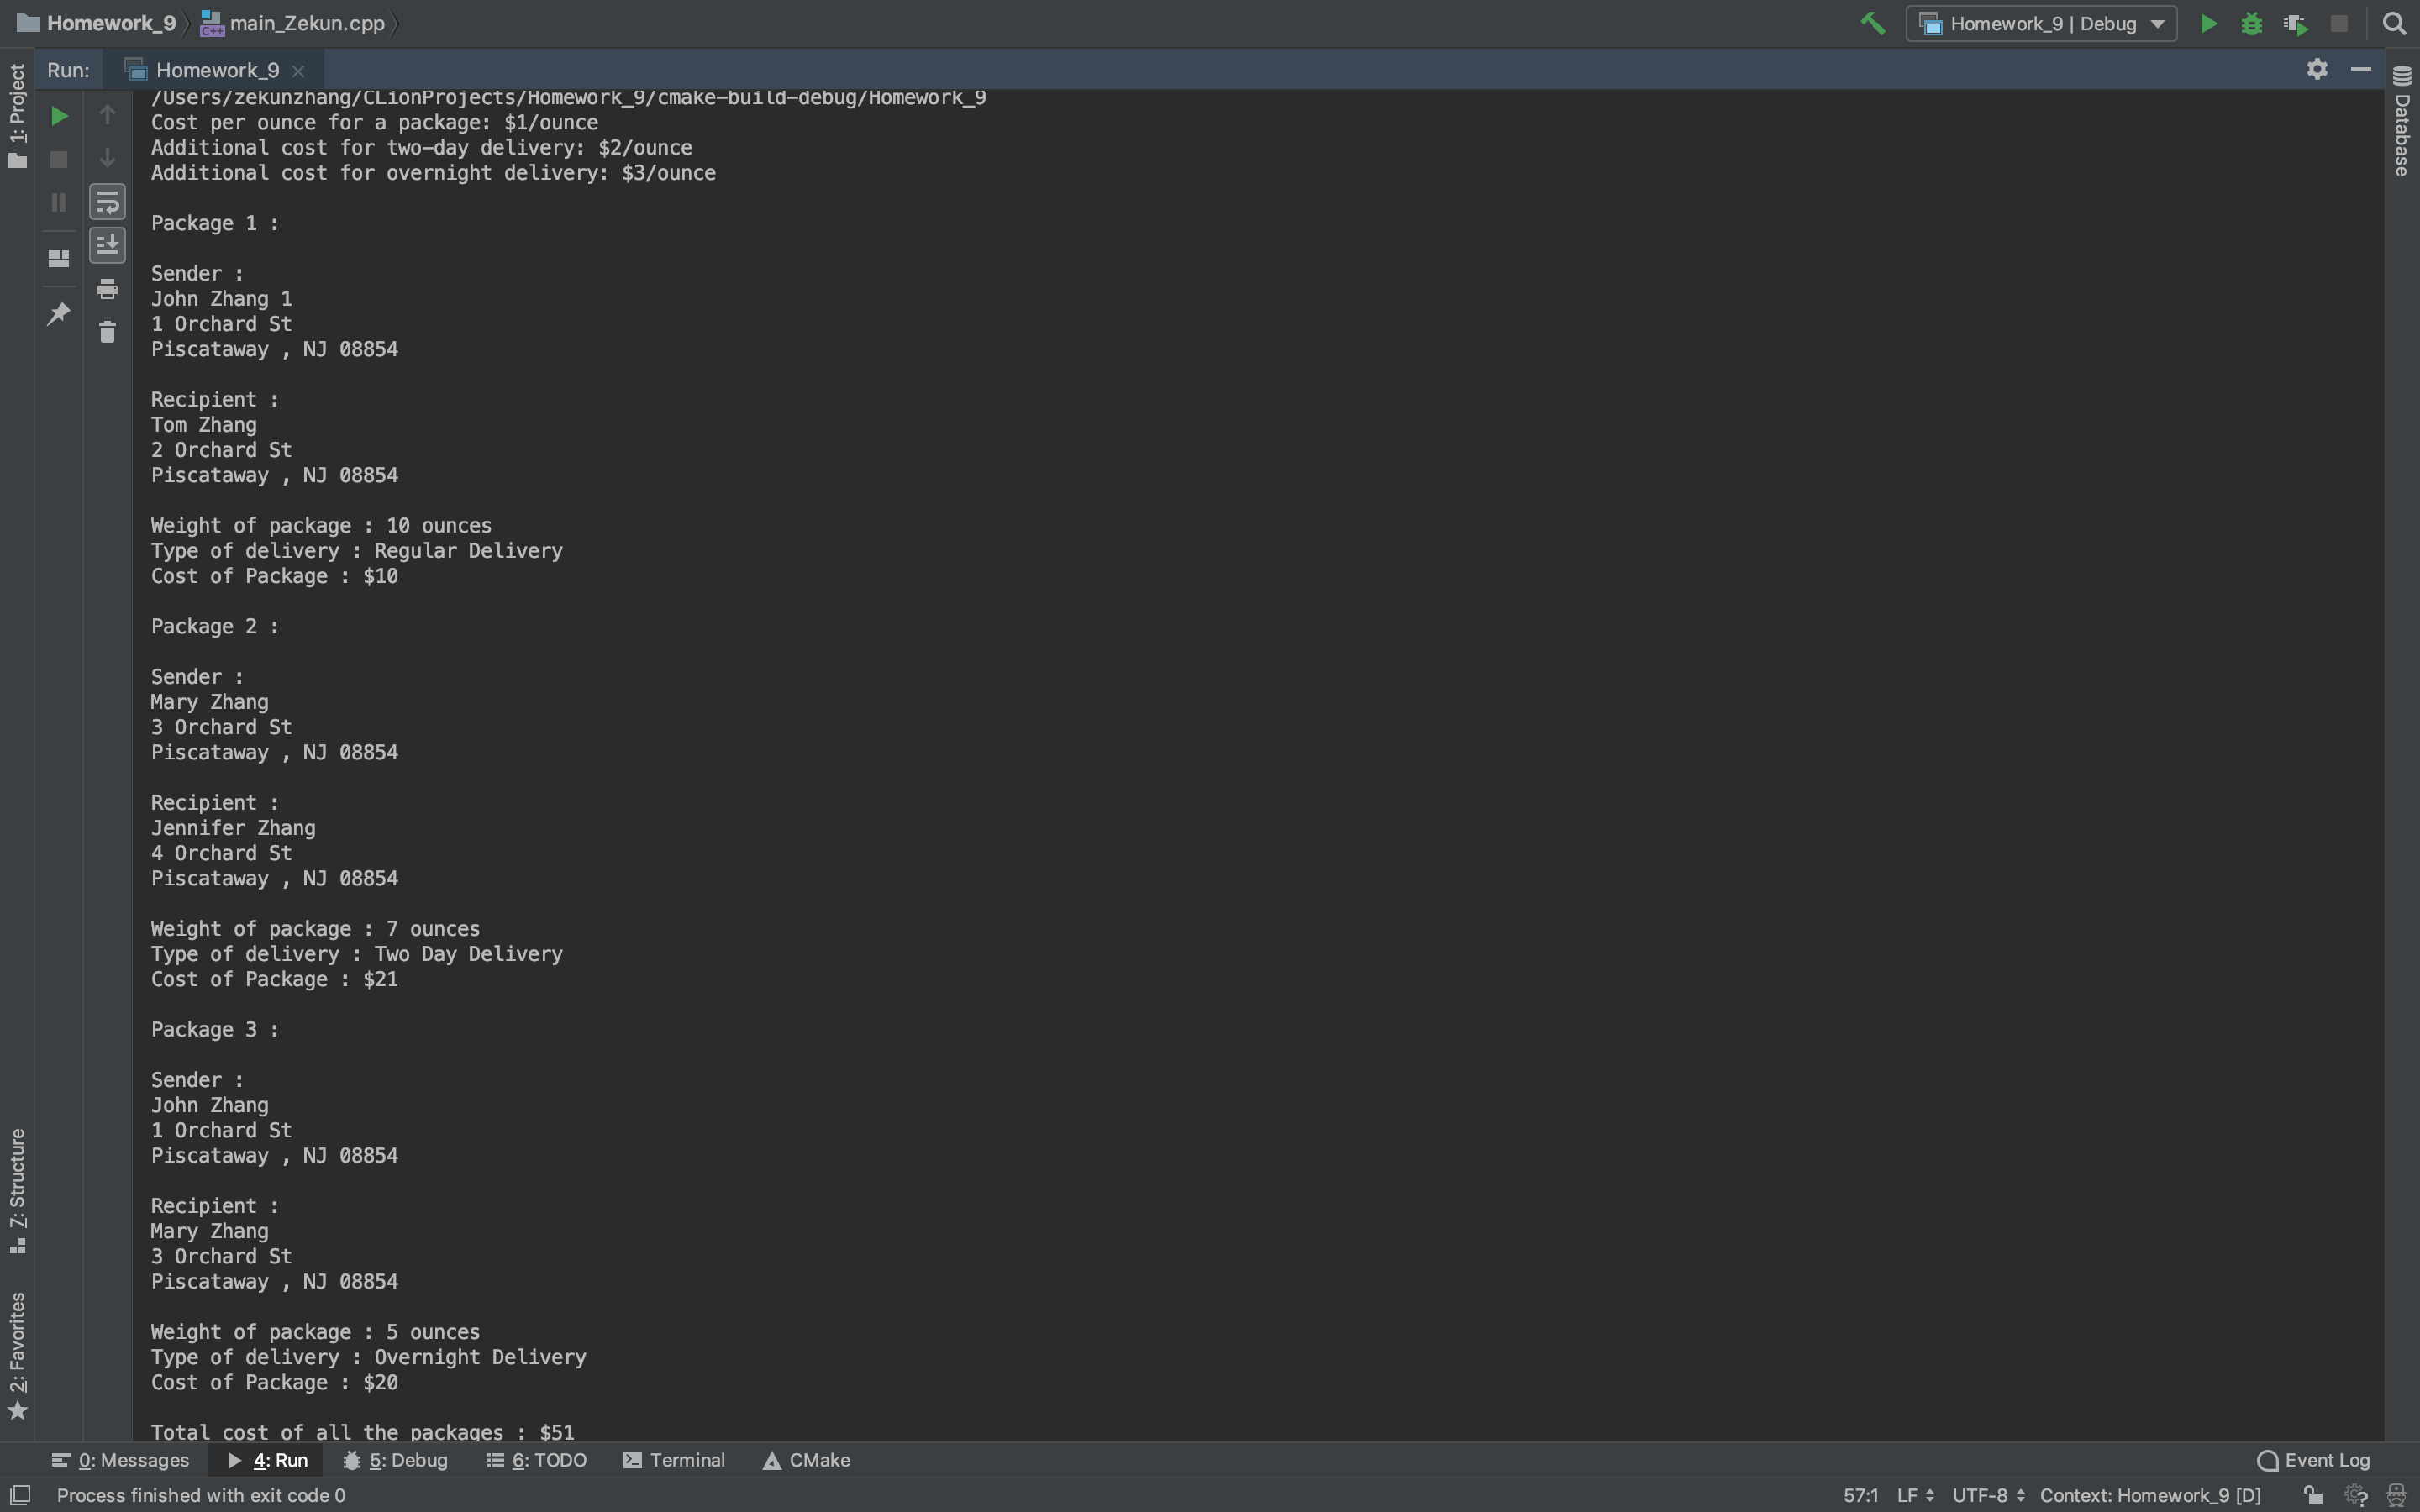 Homework_9 main_Zekun.cpp Homework_9 | Debug
Run: Homework_9
1: Project
Database
/Users/zekunzhang/CLionProjects/Homework_9/cmake-build-debug/Homework_9
Cost per ounce for a package: $1/ounce
Additional cost for two-day delivery: $2/ounce
Additional cost for overnight delivery: $3/ounce
Package 1 :
Sender :
John Zhang 1
1 Orchard St
Piscataway , NJ 08854
Recipient :
Tom Zhang
2 Orchard St
Piscataway , NJ 08854
Weight of package : 10 ounces
Type of delivery : Regular Delivery
Cost of Package : $10
Package 2 :
Sender :
Mary Zhang
3 Orchard St
Piscataway , NJ 08854
Recipient :
Jennifer Zhang
4 Orchard St
Piscataway , NJ 08854
Weight of package : 7 ounces
Type of delivery : Two Day Delivery
Cost of Package : $21
Package 3 :
Sender :
John Zhang
1 Orchard St
Piscataway , NJ 08854
Recipient :
Mary Zhang
3 Orchard St
Piscataway , NJ 08854
Weight of package : 5 ounces
Type of delivery : Overnight Delivery
Cost of Package : $20
Total cost of all the packages : $51
7: Structure
2: Favorites
0: Messages 4: Run 5: Debug 6: TODO Terminal CMake Event Log
Process finished with exit code 0 57:1 LF UTF-8 Context: Homework_9 [D]